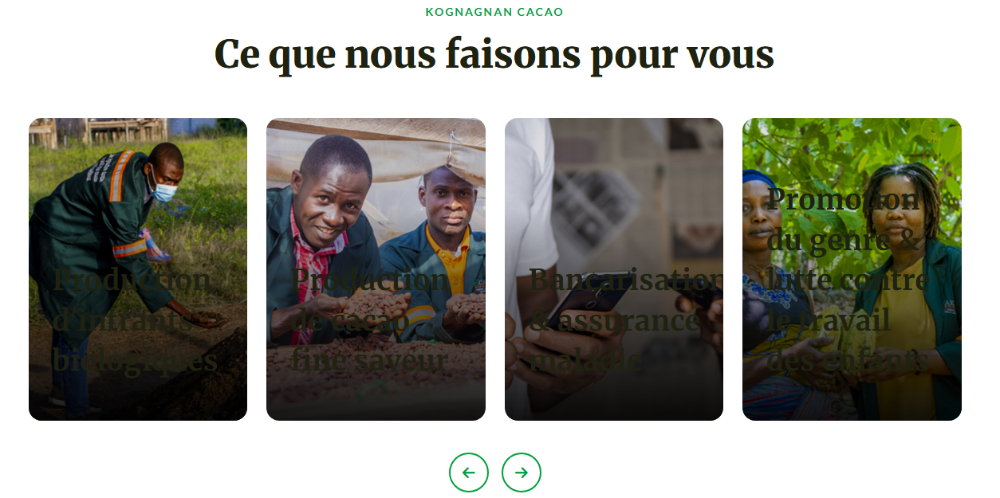 KOGNAGNAN CACAO
Ce que nous faisons pour vous
Production
d'intrants
biologiques
Production
de cacao
fine saveur
Bancarisation
& assurance
maladie
Promotion
du genre &
lutte contre
le travail
des enfants